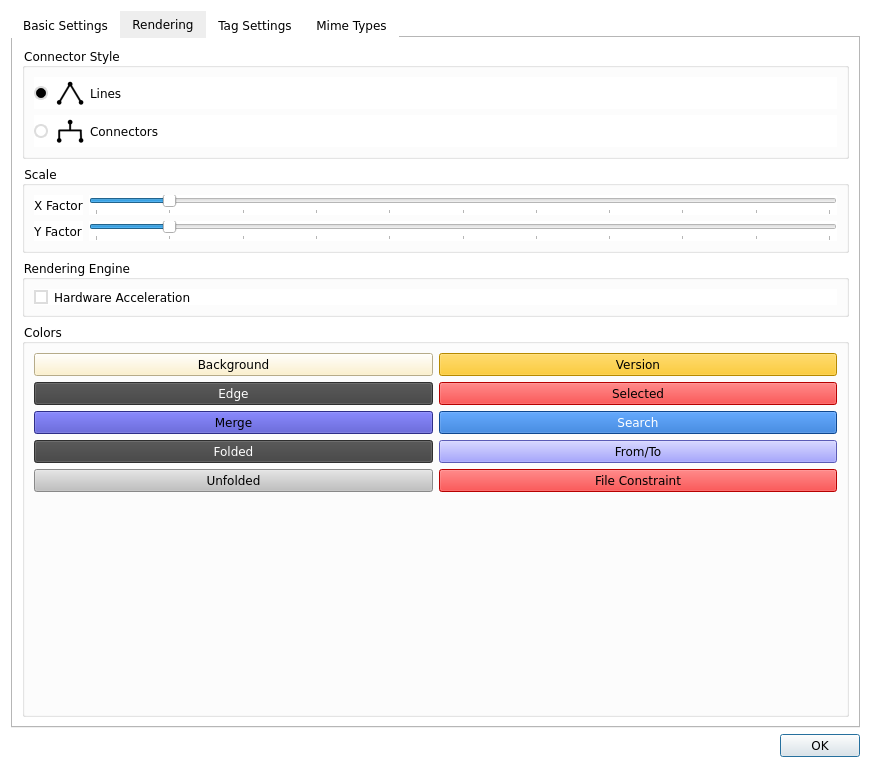 Basic Settings Rendering Tag Settings Mime Types
Connector Style
Lines
Connectors
Scale
X Factor
Y Factor
Rendering Engine
Hardware Acceleration
Colors
Background Version
Edge Selected
Merge Search
Folded From/To
Unfolded File Constraint
OK